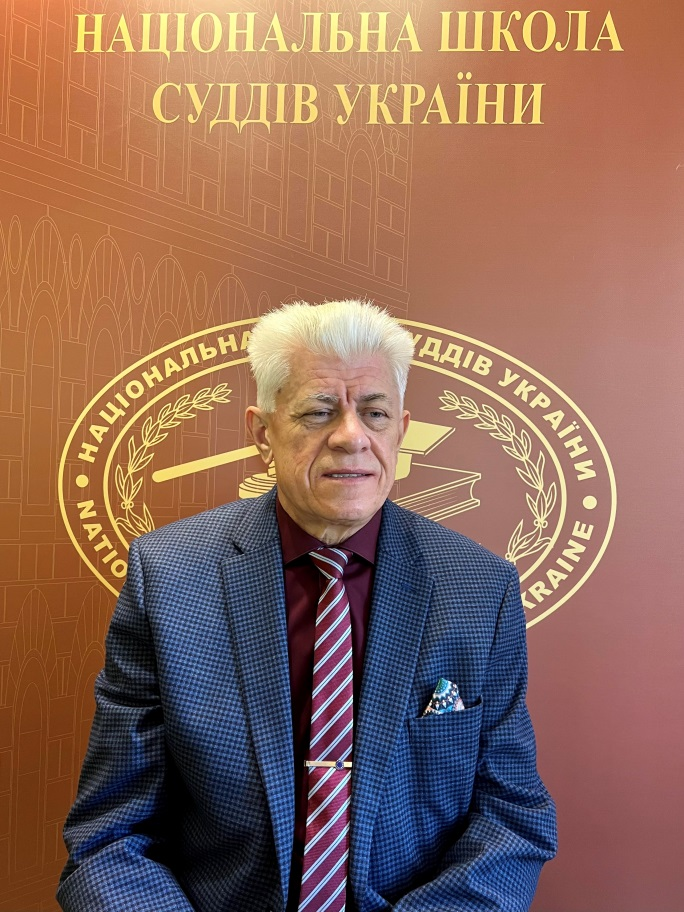 НАЦІОНАЛЬНА ШКОЛА
СУДДІВ УКРАЇНИ
НАЦІОНАЛЬНА
СУДДІВ УКРАЇНИ
UKRAINE